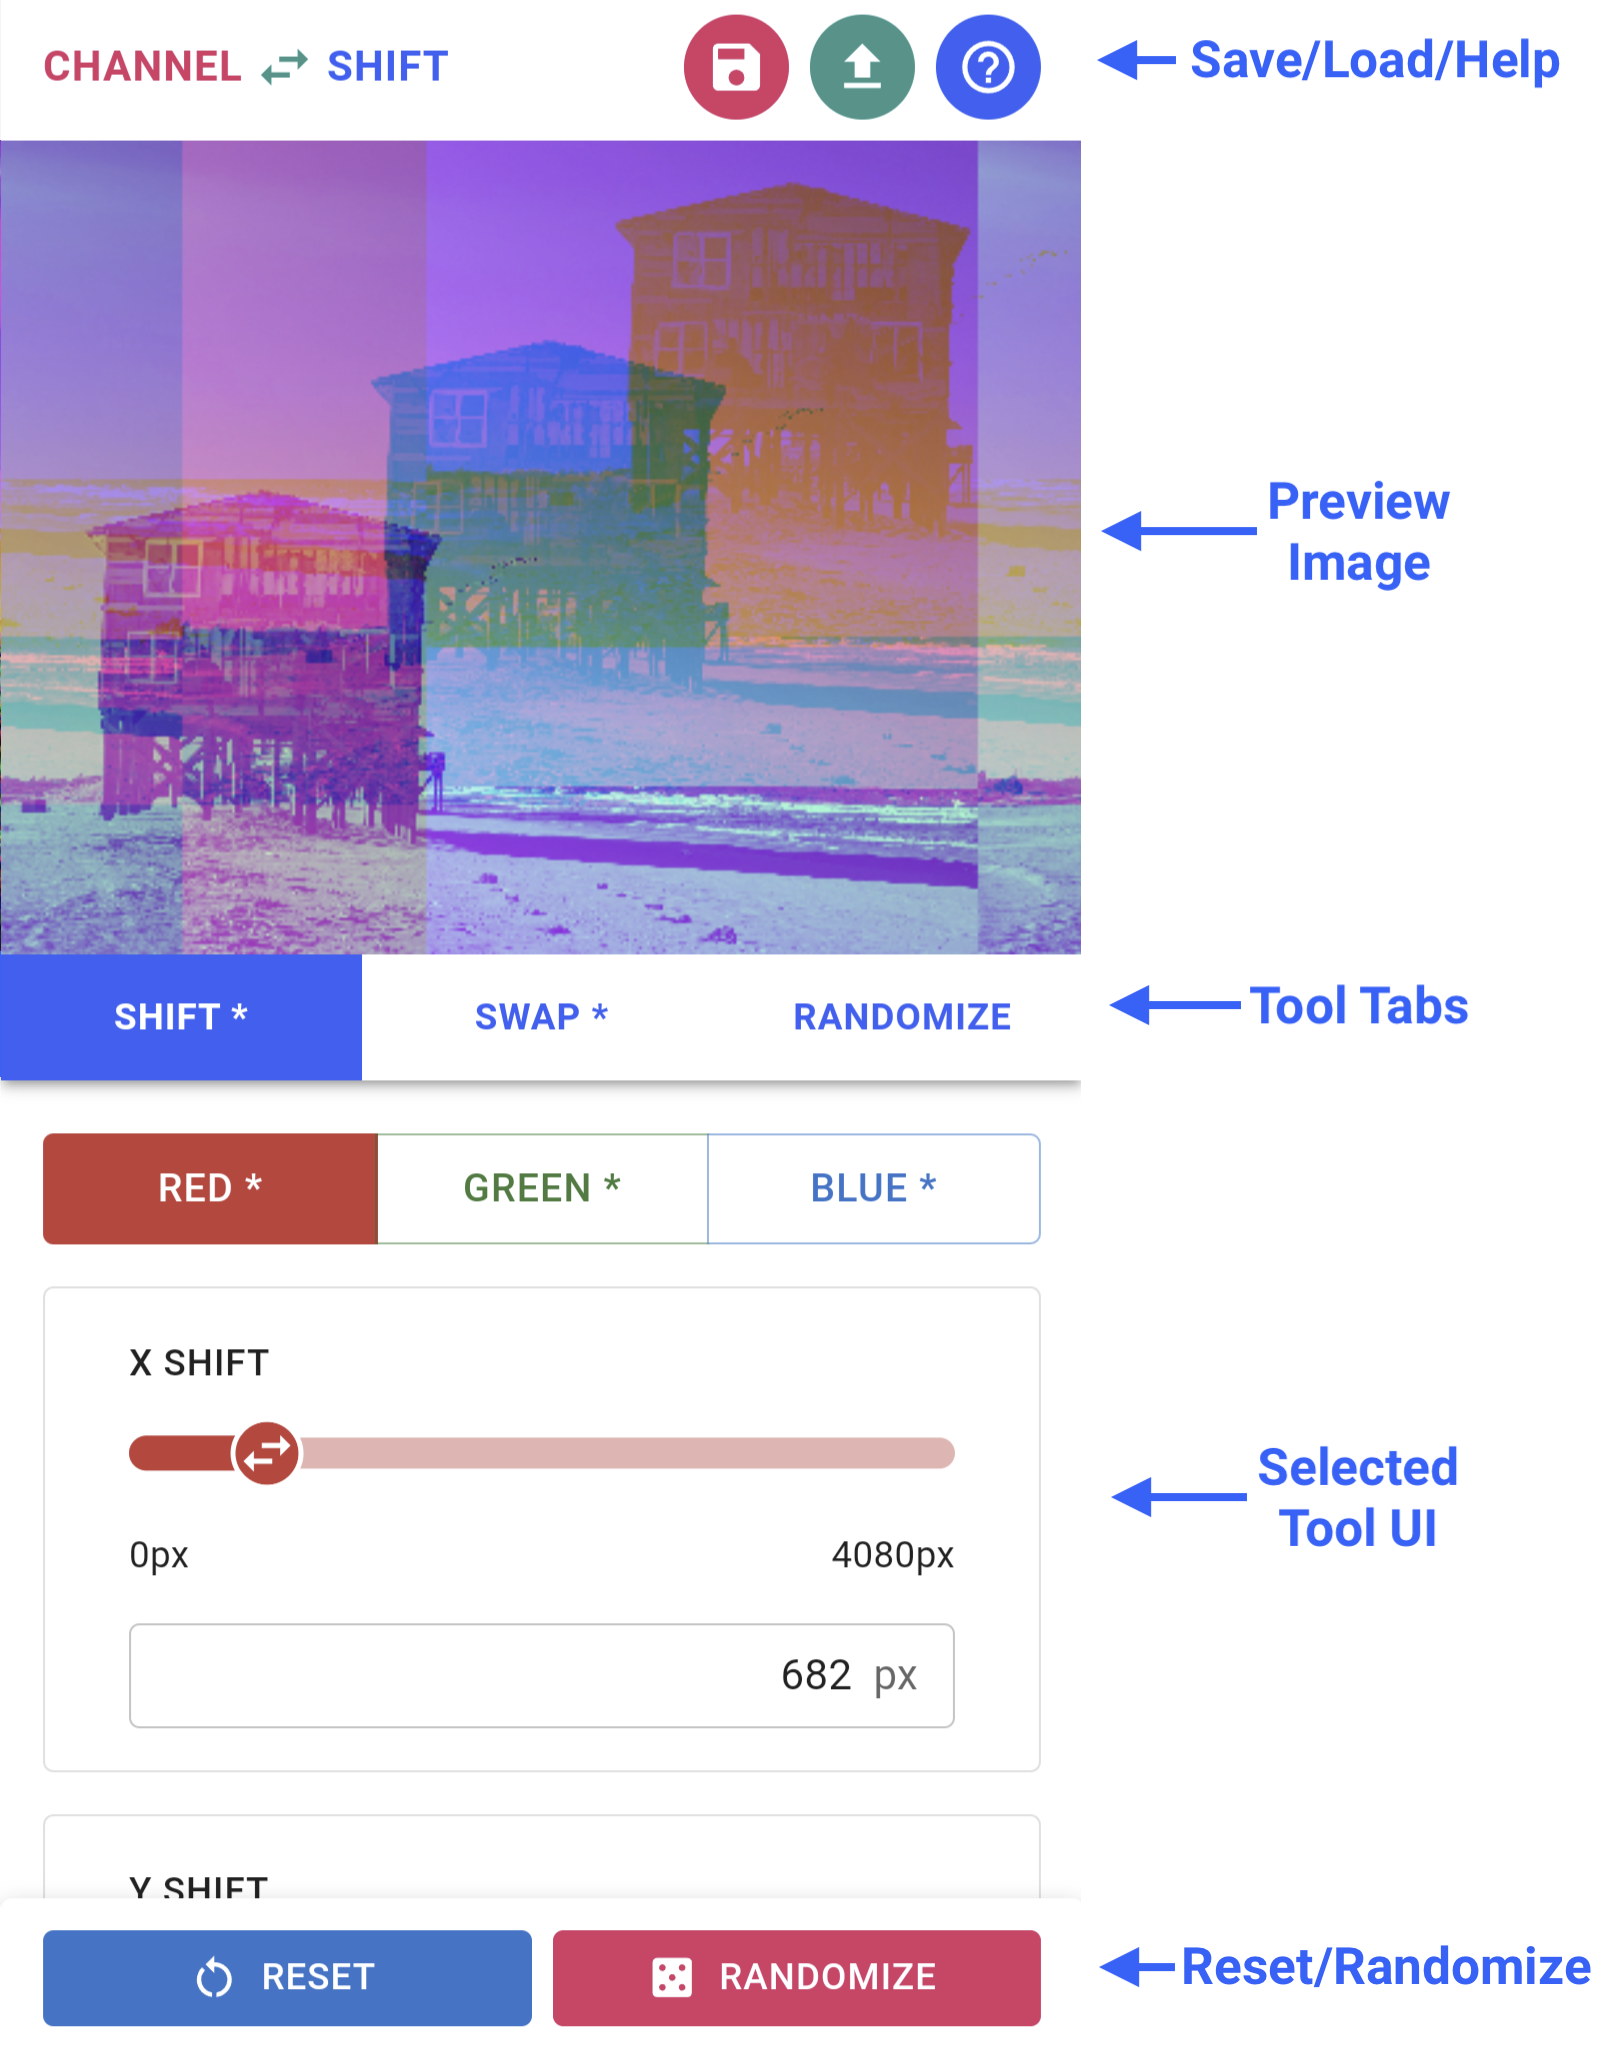 CHANNEL SHIFT
Save/Load/Help
Preview
Image
SHIFT * SWAP * RANDOMIZE
Tool Tabs
RED * GREEN * BLUE *
X SHIFT
0px 4080px
682 px
Selected
Tool UI
Y SHIFT
RESET RANDOMIZE
Reset/Randomize